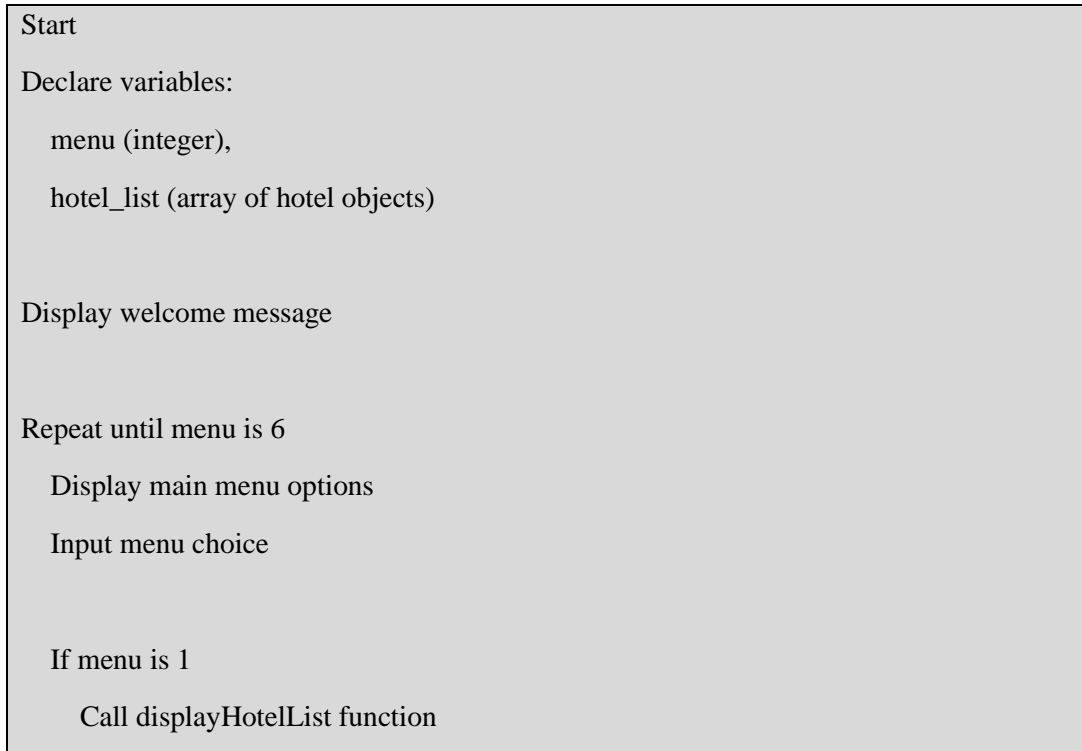 Start
Declare variables:
menu (integer),
hotel_list (array of hotel objects)
Display welcome message
Repeat until menu is 6
Display main menu options
Input menu choice
If menu is 1
Call displayHotelList function